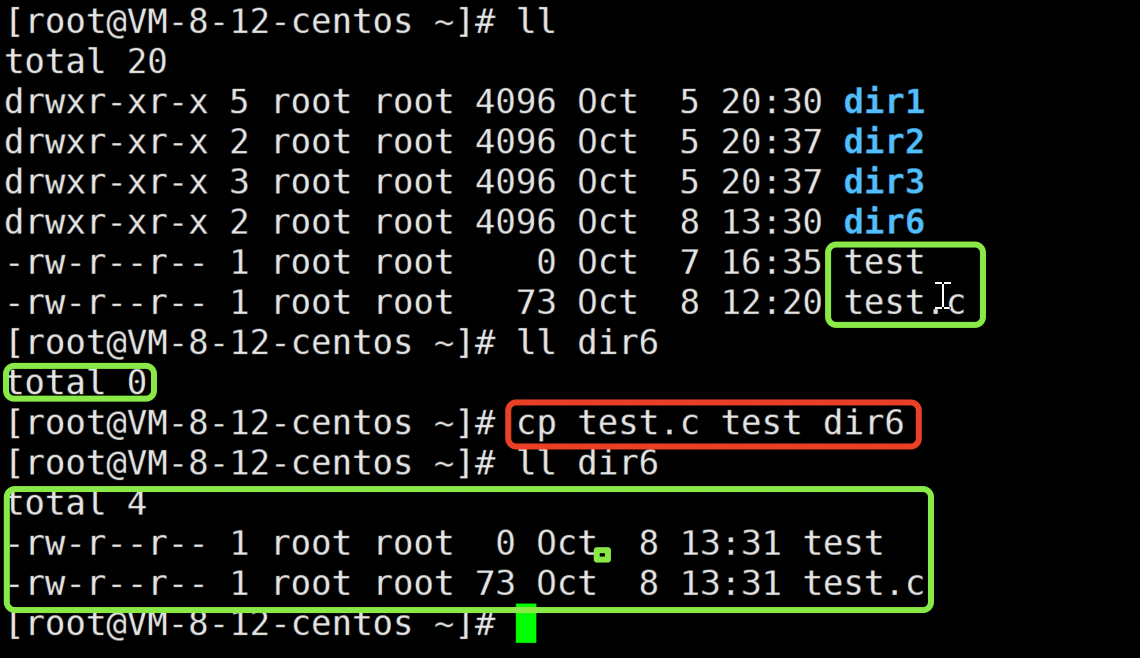 [root@VM-8-12-centos ~]# ll
total 20
drwxr-xr-x 5 root root 4096 Oct  5 20:30 dir1
drwxr-xr-x 2 root root 4096 Oct  5 20:37 dir2
drwxr-xr-x 3 root root 4096 Oct  5 20:37 dir3
drwxr-xr-x 2 root root 4096 Oct  8 13:30 dir6
-rw-r--r-- 1 root root    0 Oct  7 16:35 test
-rw-r--r-- 1 root root   73 Oct  8 12:20 test.c
[root@VM-8-12-centos ~]# ll dir6
total 0
[root@VM-8-12-centos ~]# cp test.c test dir6
[root@VM-8-12-centos ~]# ll dir6
total 4
-rw-r--r-- 1 root root  0 Oct  8 13:31 test
-rw-r--r-- 1 root root 73 Oct  8 13:31 test.c
[root@VM-8-12-centos ~]#